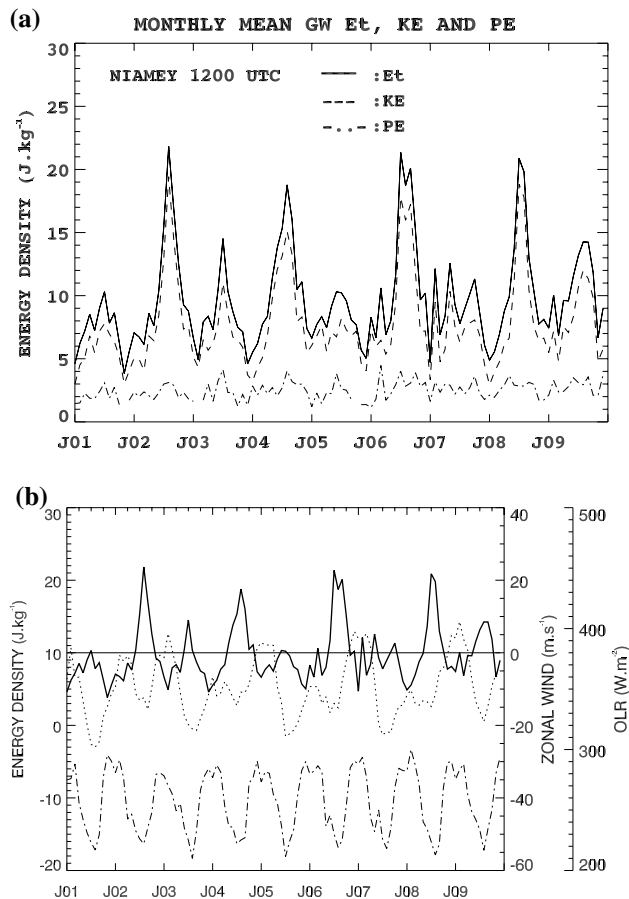 (a)
MONTHLY MEAN GW Et, KE AND PE
NIAMEY 1200 UTC
:Et
:KE
:PE
ENERGY DENSITY (J.kg⁻¹)
30
25
20
15
10
5
0
J01 J02 J03 J04 J05 J06 J07 J08 J09
(b)
ENERGY DENSITY (J.kg⁻¹)
30
20
10
0
-10
-20
40
20
0
-20
-40
-60
ZONAL WIND (m.s⁻¹)
500
400
300
200
OLR (W.m⁻²)
J01 J02 J03 J04 J05 J06 J07 J08 J09